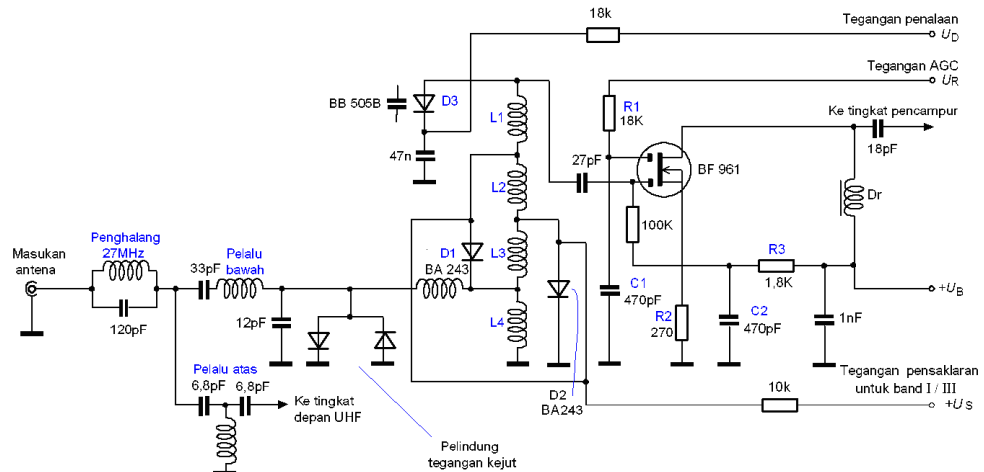 18k
Tegangan penalaan
U_D
Tegangan AGC
U_R
BB 505B
D3
L1
R1
18K
Ke tingkat pencampur
18pF
47n
27pF
BF 961
L2
Dr
100K
Masukan
antena
Penghalang
27MHz
Pelalu
bawah
33pF
D1
BA 243
L3
R3
1,8K
C1
470pF
+U_B
120pF
12pF
L4
R2
270
C2
470pF
1nF
Pelalu atas
6,8pF
6,8pF
Ke tingkat
depan UHF
D2
BA243
10k
Tegangan pensaklaran
untuk band I / III
+U_S
Pelindung
tegangan kejut